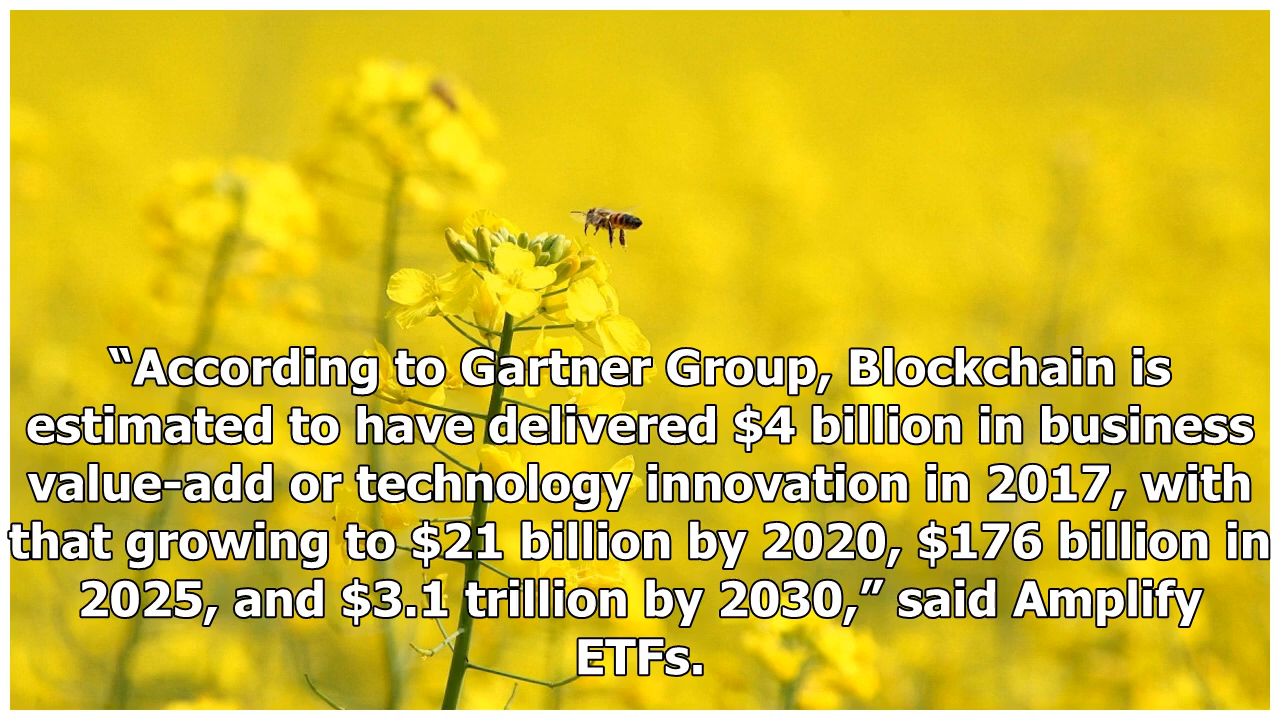 “According to Gartner Group, Blockchain is
estimated to have delivered $4 billion in business
value-add or technology innovation in 2017, with
that growing to $21 billion by 2020, $176 billion in
2025, and $3.1 trillion by 2030,” said Amplify
ETFs.